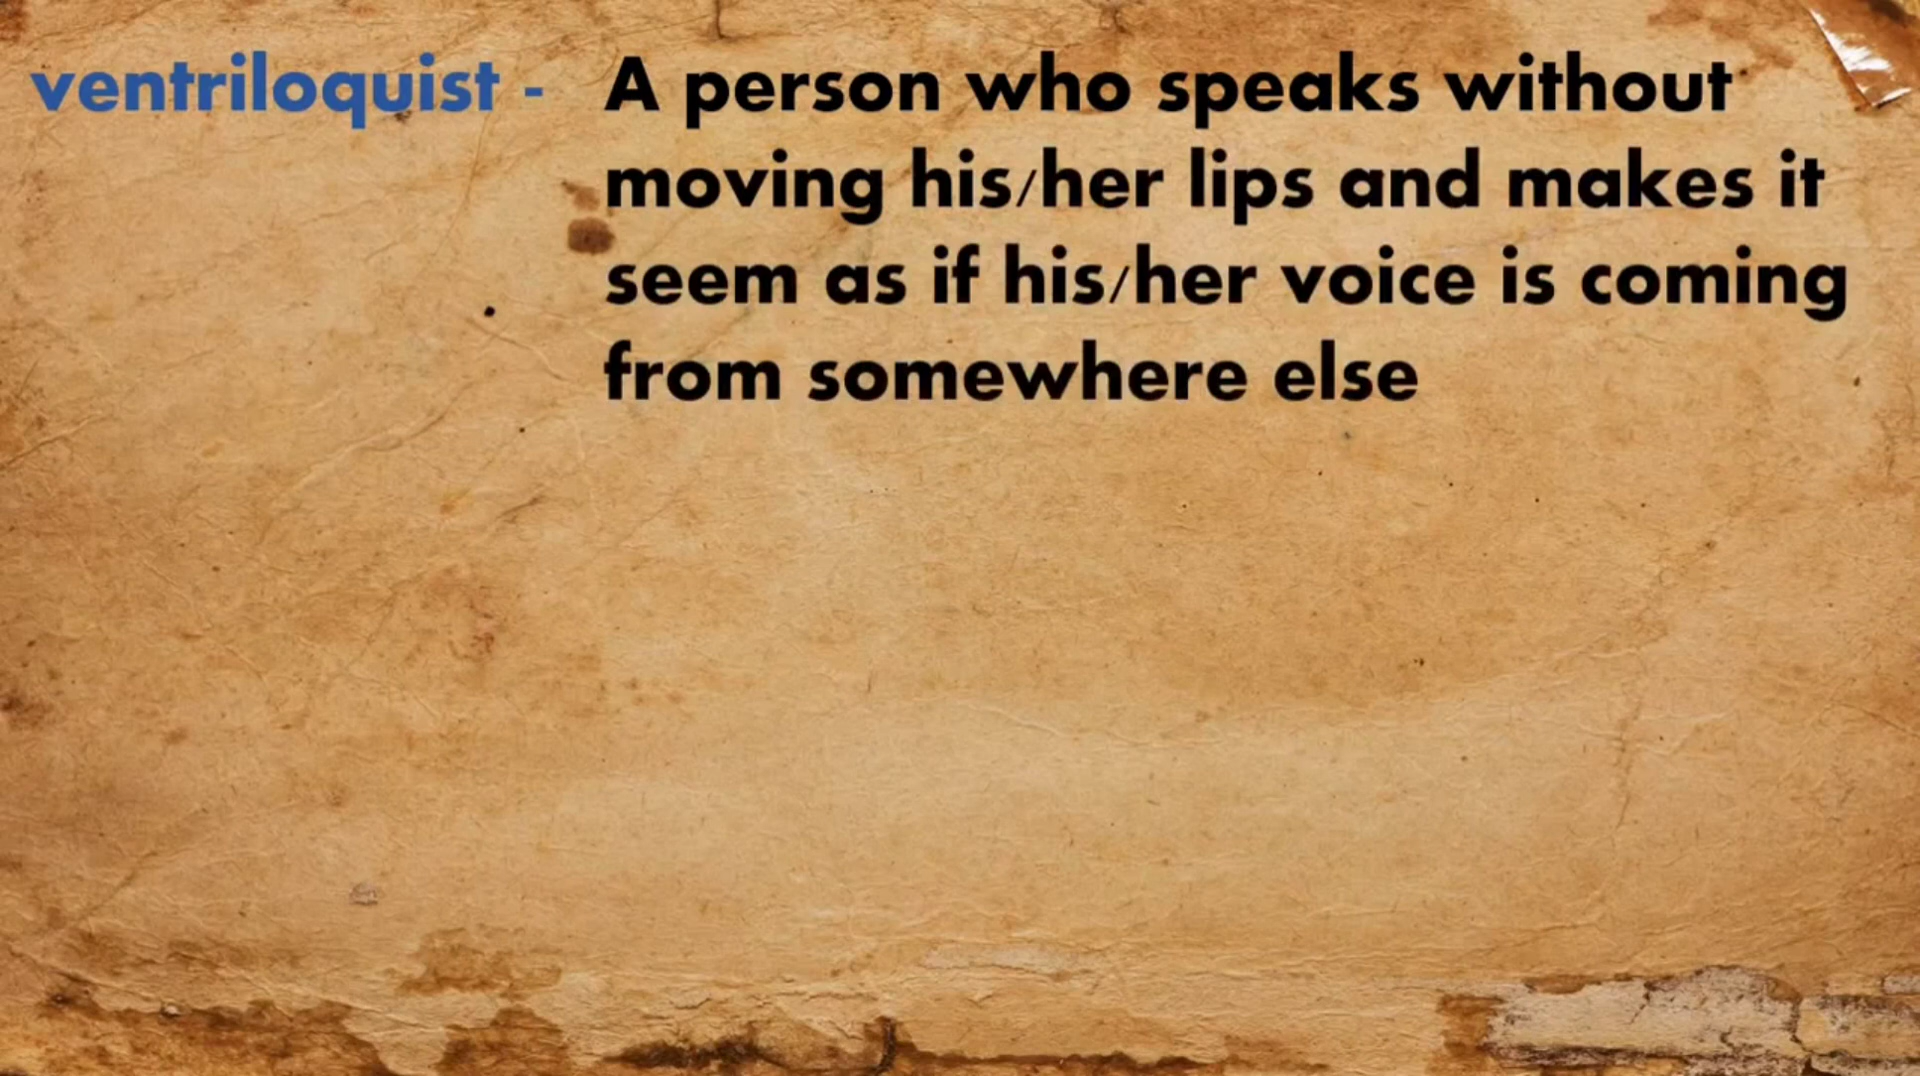 ventriloquist - A person who speaks without
moving his/her lips and makes it
seem as if his/her voice is coming
from somewhere else